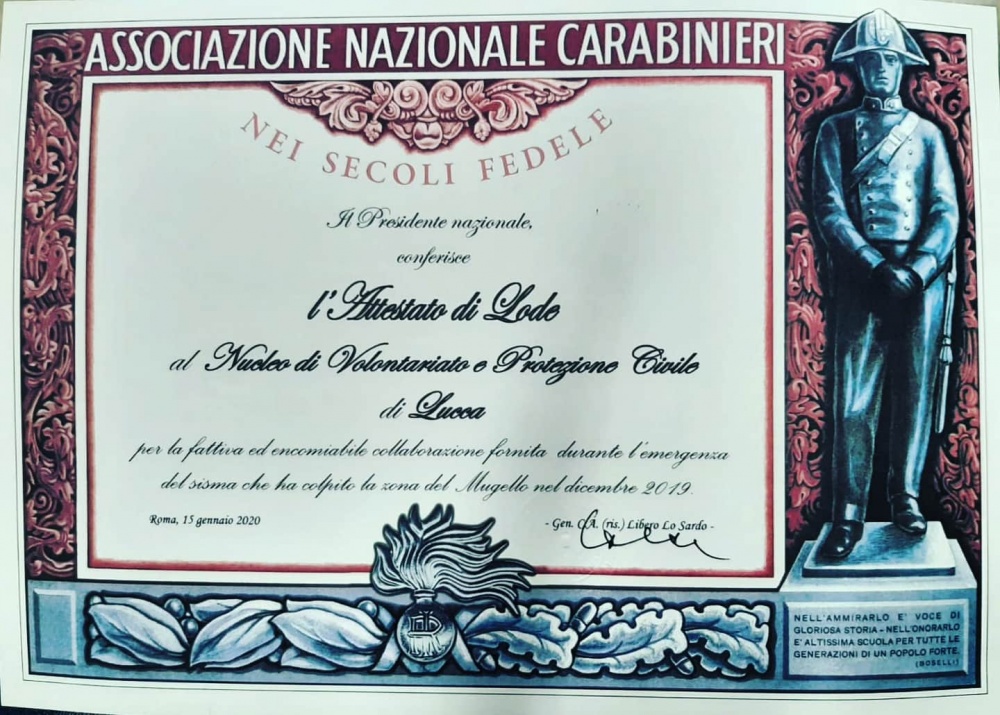 ASSOCIAZIONE NAZIONALE CARABINIERI
NEI SECOLI FEDELE
Il Presidente nazionale,
conferisce
l'Attestato di Lode
al Nucleo di Volontariato e Protezione Civile
di Lucca
per la fattiva ed encomiabile collaborazione fornita durante l'emergenza
del sisma che ha colpito la zona del Mugello nel dicembre 2019.
Roma, 15 gennaio 2020
- Gen. C.A. (ris.) Libero Lo Sardo -
NELL'AMMIRARLO E' VOCE DI
GLORIOSA STORIA - NELL'ONORARLO
E' ALTISSIMA SCUOLA PER TUTTE LE
GENERAZIONI DI UN POPOLO FORTE.
(BOSELLI)